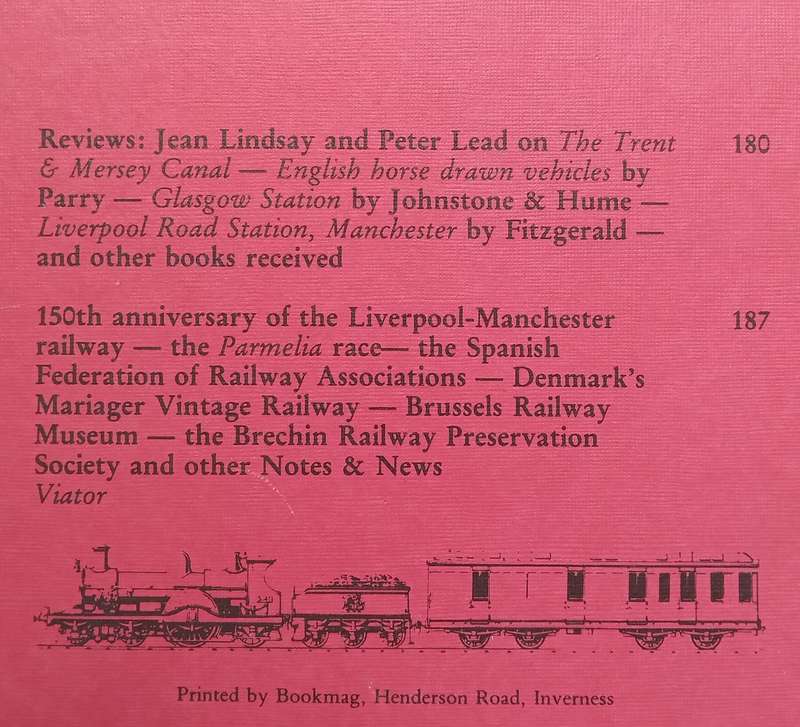 Reviews: Jean Lindsay and Peter Lead on The Trent 180
& Mersey Canal — English horse drawn vehicles by
Parry — Glasgow Station by Johnstone & Hume —
Liverpool Road Station, Manchester by Fitzgerald —
and other books received
150th anniversary of the Liverpool-Manchester 187
railway — the Parmelia race— the Spanish
Federation of Railway Associations — Denmark's
Mariager Vintage Railway — Brussels Railway
Museum — the Brechin Railway Preservation
Society and other Notes & News
Viator
Printed by Bookmag, Henderson Road, Inverness